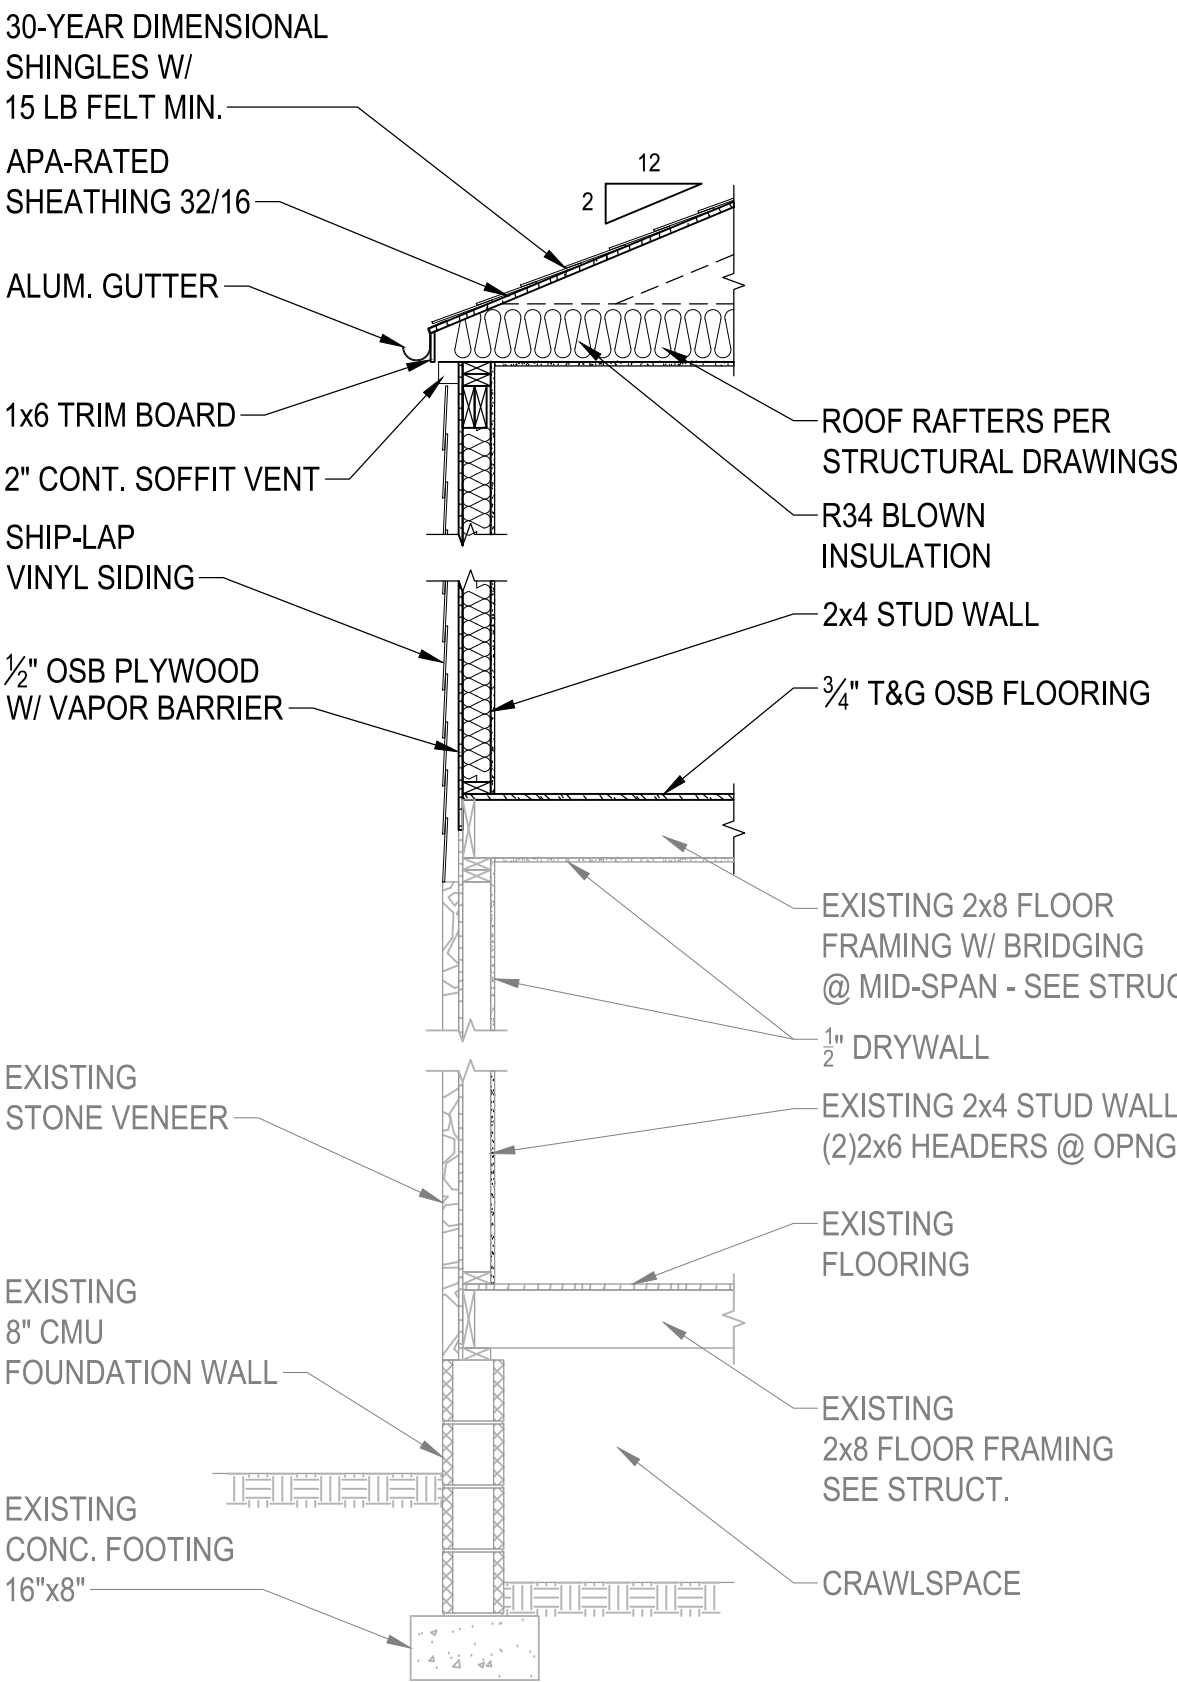 30-YEAR DIMENSIONAL
SHINGLES W/
15 LB FELT MIN.
APA-RATED
SHEATHING 32/16
12
2
ALUM. GUTTER
1x6 TRIM BOARD
2" CONT. SOFFIT VENT
SHIP-LAP
VINYL SIDING
½" OSB PLYWOOD
W/ VAPOR BARRIER
ROOF RAFTERS PER
STRUCTURAL DRAWINGS
R34 BLOWN
INSULATION
2x4 STUD WALL
¾" T&G OSB FLOORING
EXISTING 2x8 FLOOR
FRAMING W/ BRIDGING
@ MID-SPAN - SEE STRUC
½" DRYWALL
EXISTING
STONE VENEER
EXISTING 2x4 STUD WALL
(2)2x6 HEADERS @ OPNG
EXISTING
FLOORING
EXISTING
8" CMU
FOUNDATION WALL
EXISTING
2x8 FLOOR FRAMING
SEE STRUCT.
EXISTING
CONC. FOOTING
16"x8"
CRAWLSPACE